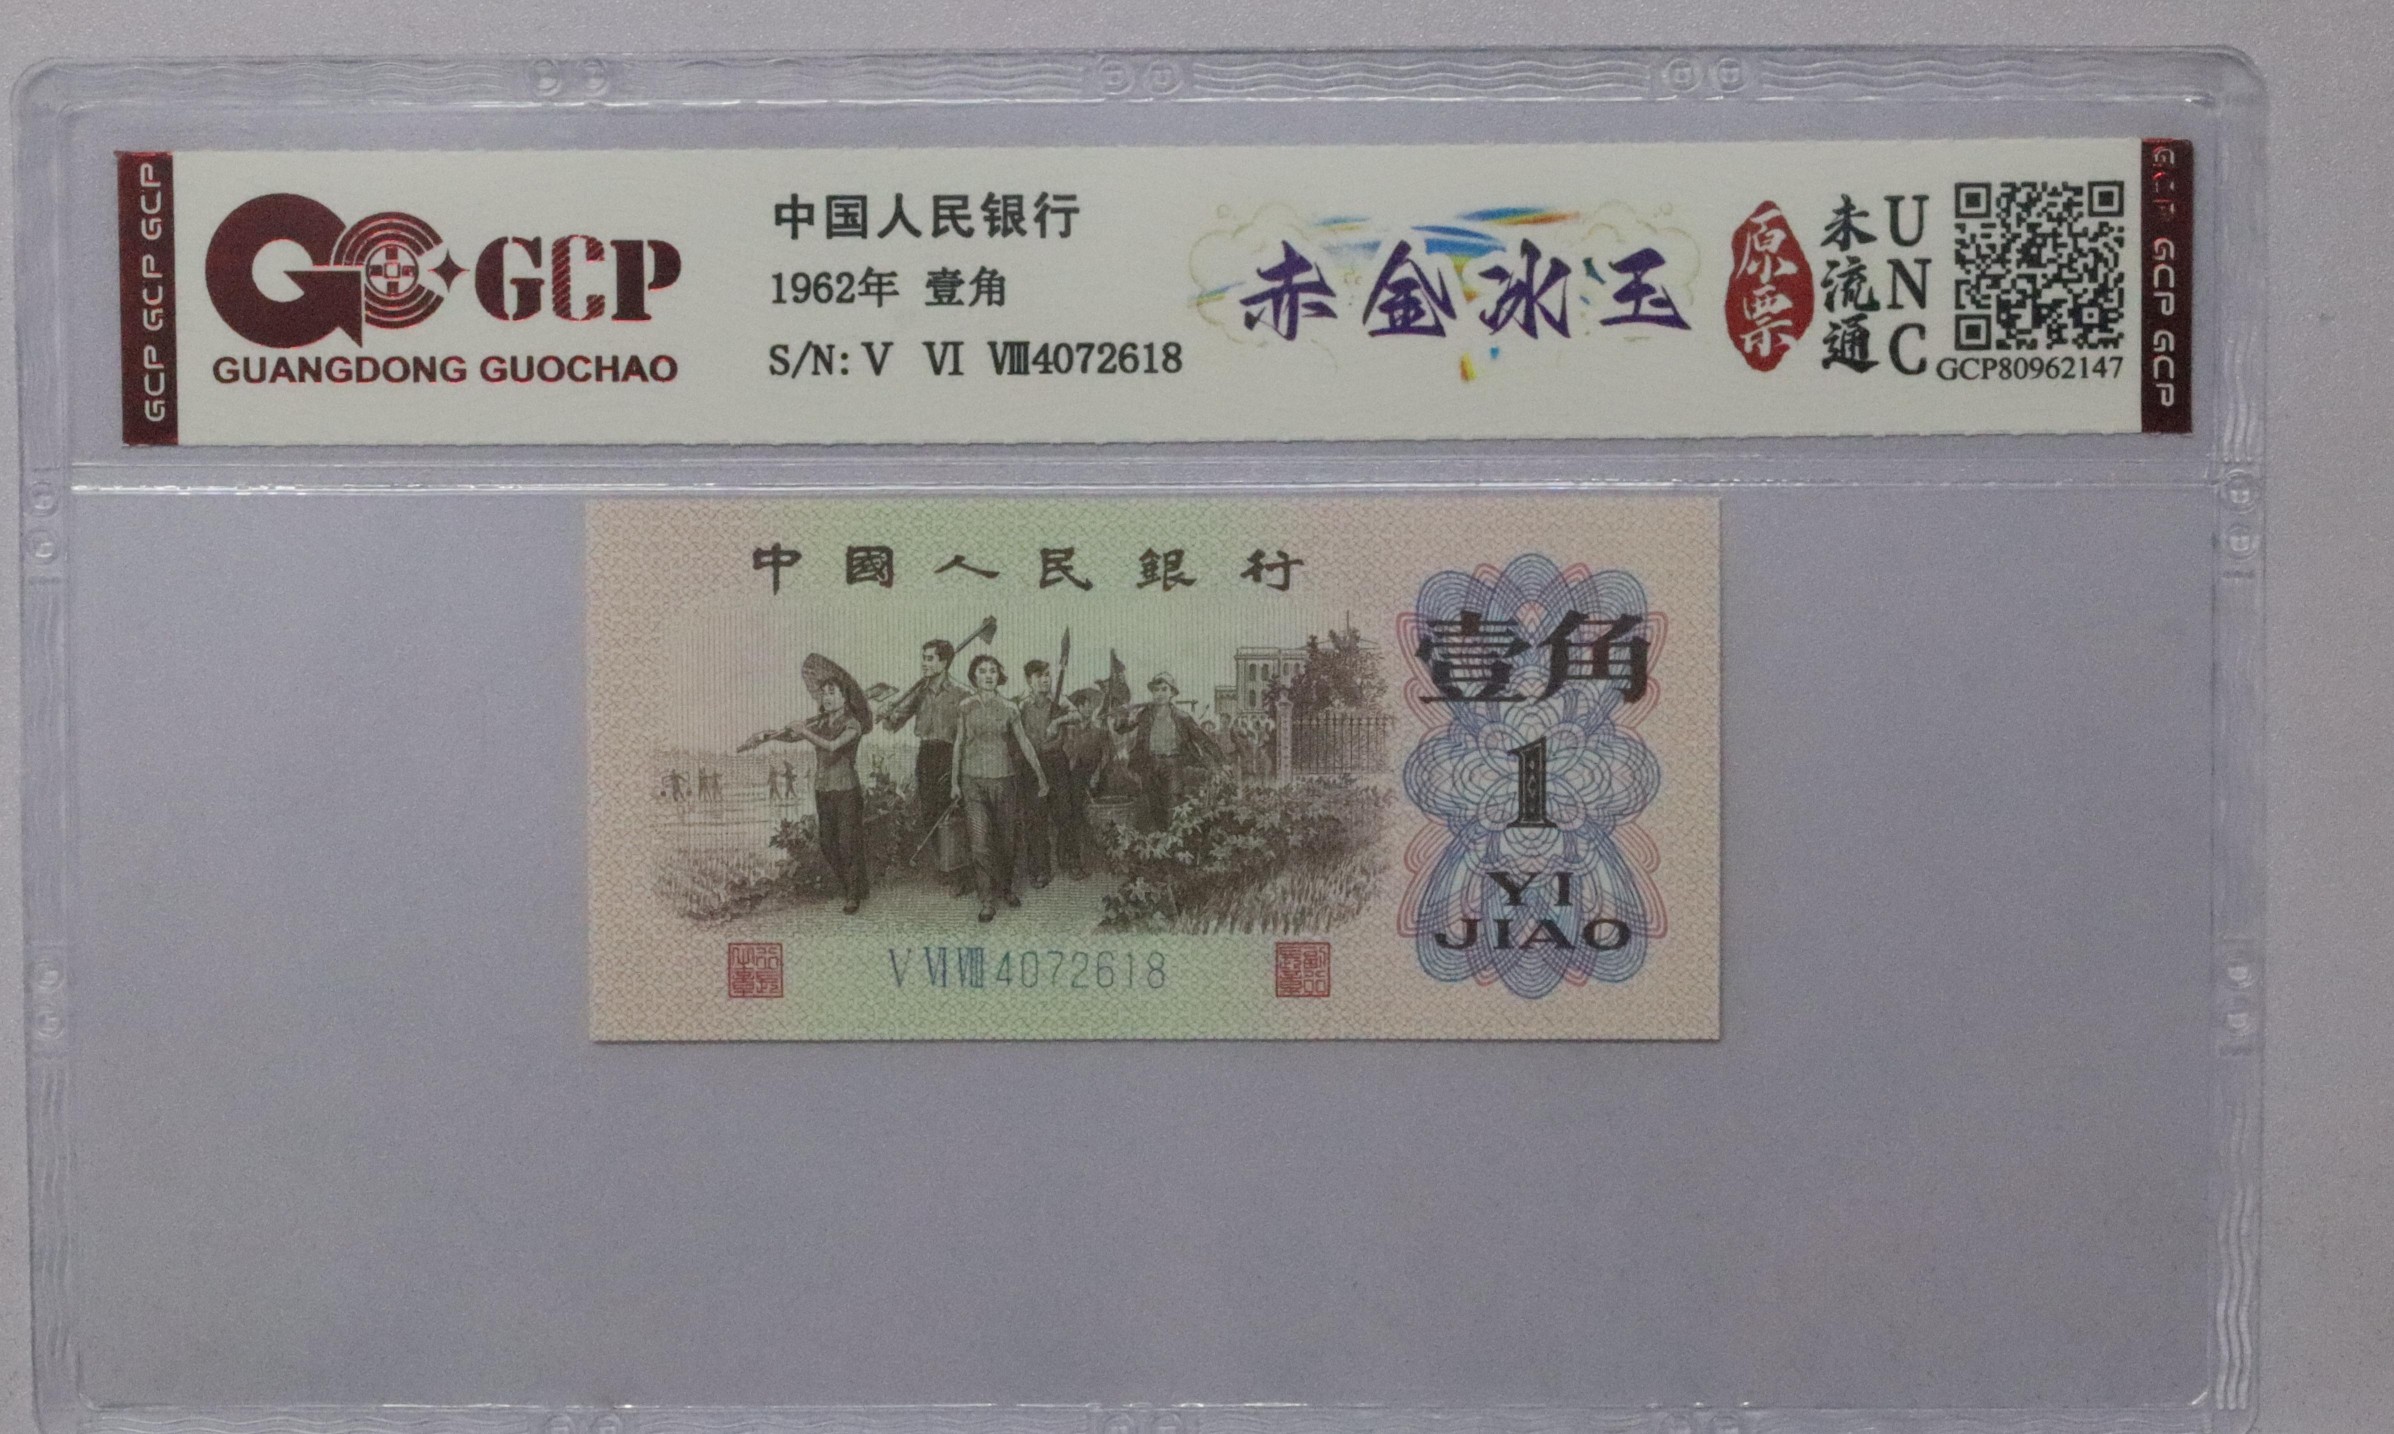 GCP GCP GCP
GCP
GUANGDONG GUOCHAO
中国人民银行
1962年 壹角
S/N: Ⅴ Ⅵ Ⅷ4072618
赤金冰玉
原票
未流通
UNC
GCP80962147
GCP GCP GCP
中國人民銀行
壹角
1
YI
JIAO
Ⅴ Ⅵ Ⅷ 4072618